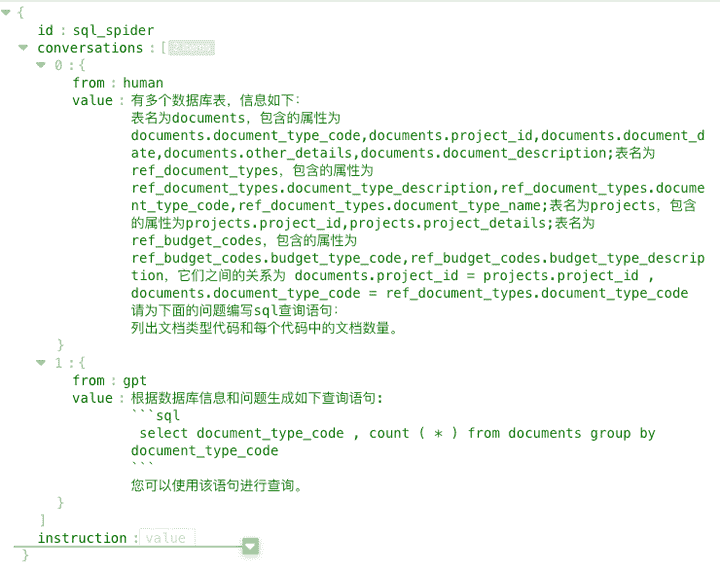 {
id : sql_spider
conversations : [
0 : {
from : human
value : 有多个数据库表，信息如下：
表名为documents，包含的属性为
documents.document_type_code,documents.project_id,documents.document_d
ate,documents.other_details,documents.document_description;表名为
ref_document_types，包含的属性为
ref_document_types.document_type_description,ref_document_types.docume
nt_type_code,ref_document_types.document_type_name;表名为projects，包含
的属性为projects.project_id,projects.project_details;表名为
ref_budget_codes，包含的属性为
ref_budget_codes.budget_type_code,ref_budget_codes.budget_type_descrip
tion，它们之间的关系为 documents.project_id = projects.project_id ,
documents.document_type_code = ref_document_types.document_type_code
请为下面的问题编写sql查询语句：
列出文档类型代码和每个代码中的文档数量。
}
1 : {
from : gpt
value : 根据数据库信息和问题生成如下查询语句：
```sql
select document_type_code , count ( * ) from documents group by
document_type_code
```
您可以使用该语句进行查询。
}
]
instruction : value
}